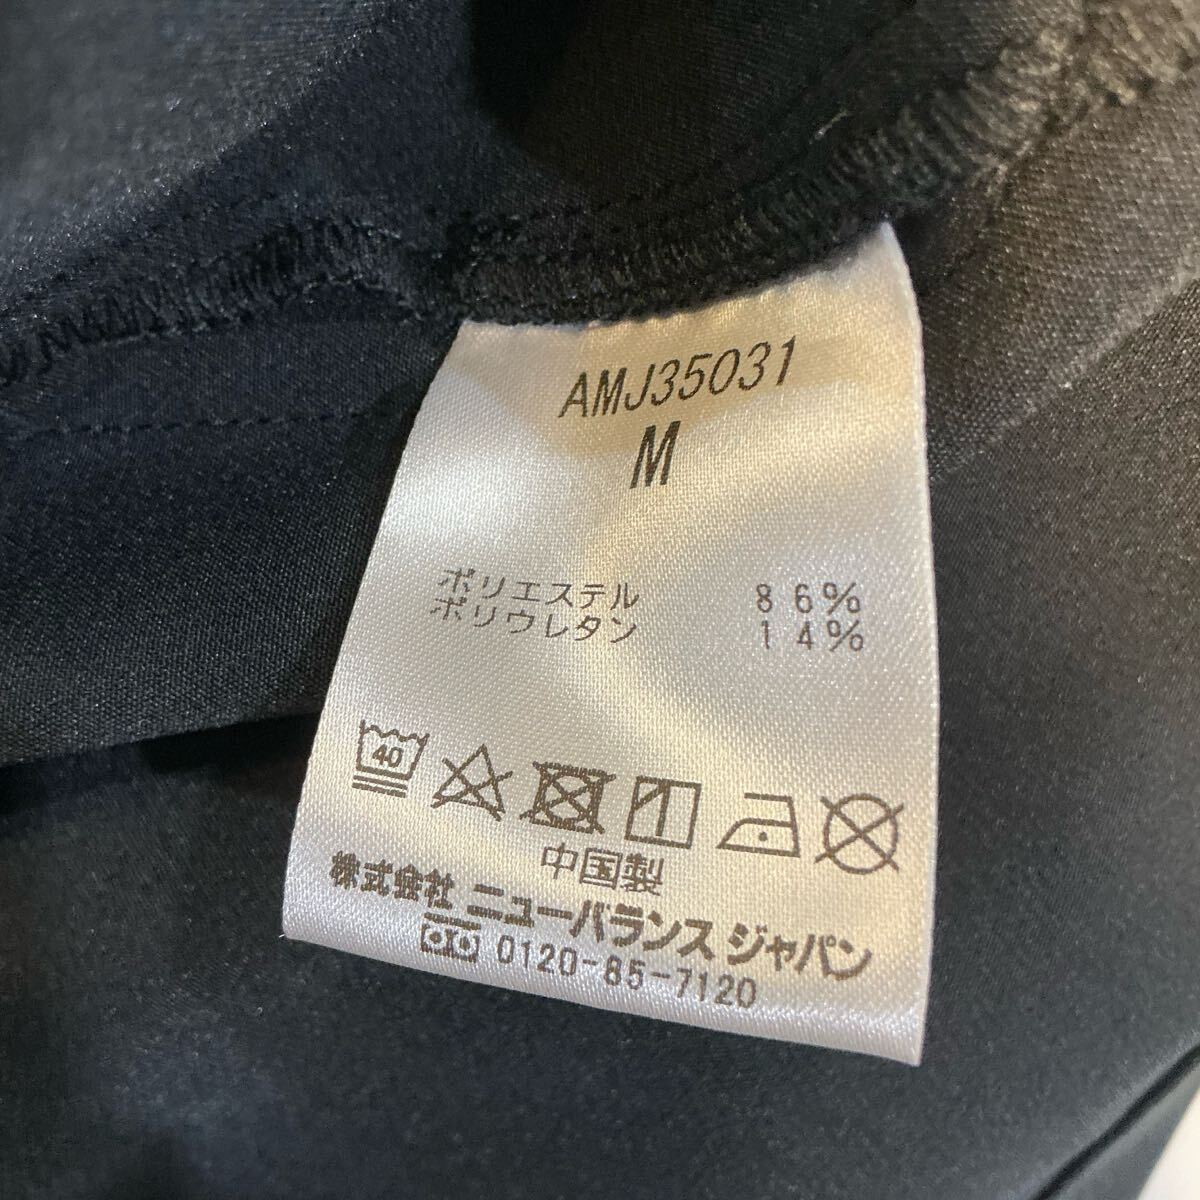 AMJ35031
M
ポリエステル 86%
ポリウレタン 14%
40
中国製
株式会社 ニューバランス ジャパン
0120-85-7120